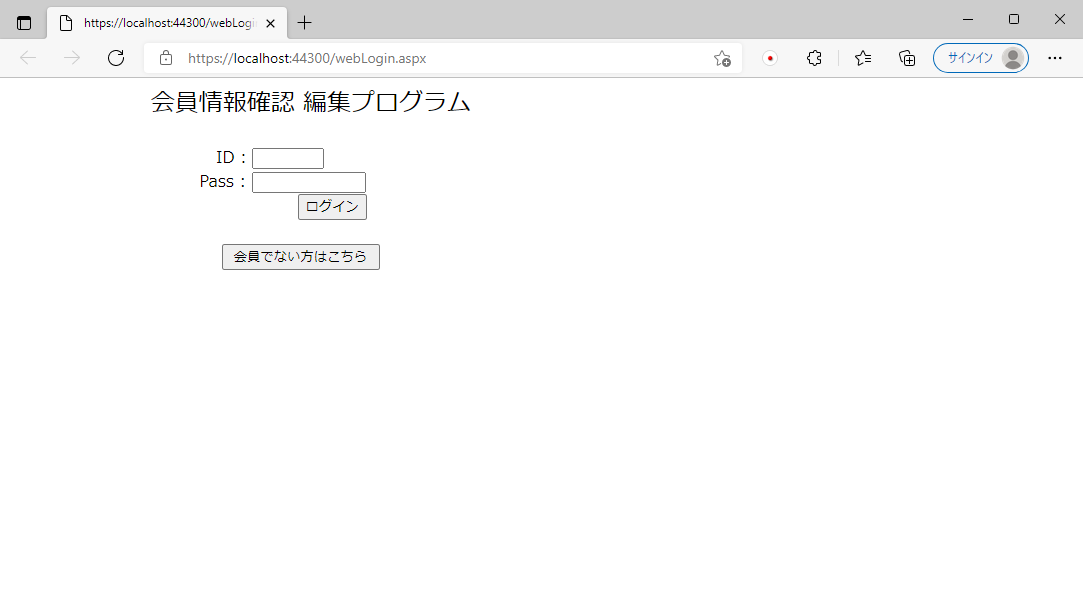 https://localhost:44300/webLogin
https://localhost:44300/webLogin.aspx
サインイン
会員情報確認 編集プログラム
ID：
Pass：
ログイン
会員でない方はこちら